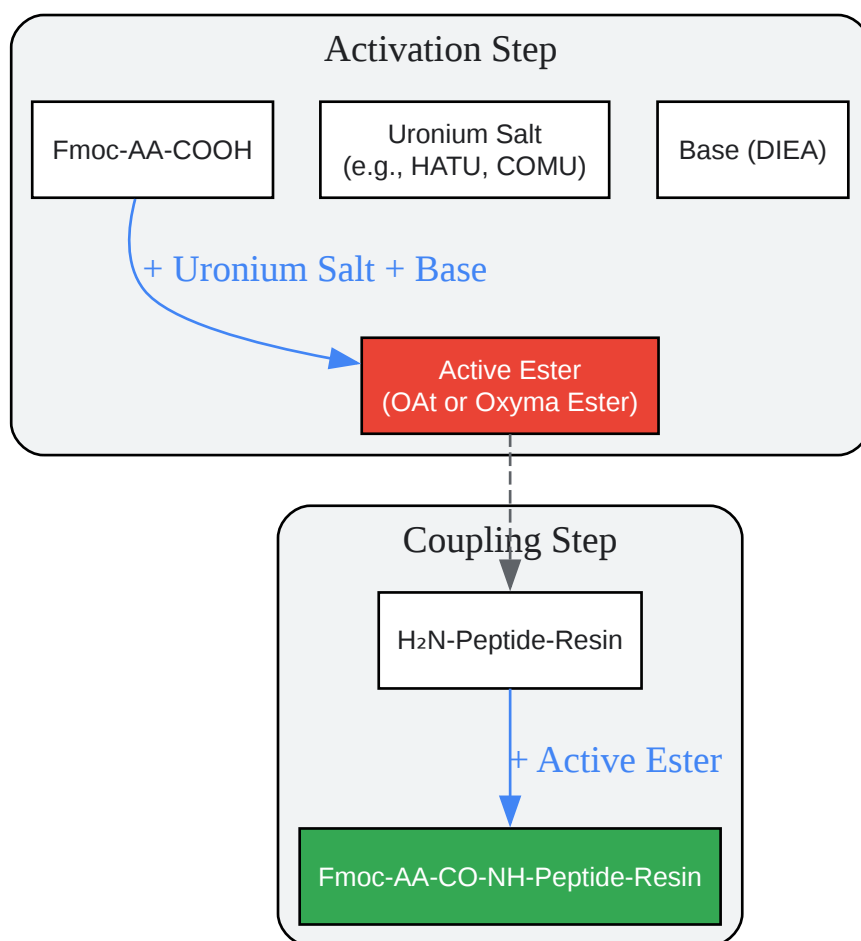 Activation Step
Fmoc-AA-COOH
Uronium Salt
(e.g., HATU, COMU)
Base (DIEA)
+ Uronium Salt + Base
Active Ester
(OAt or Oxyma Ester)
Coupling Step
H₂N-Peptide-Resin
+ Active Ester
Fmoc-AA-CO-NH-Peptide-Resin